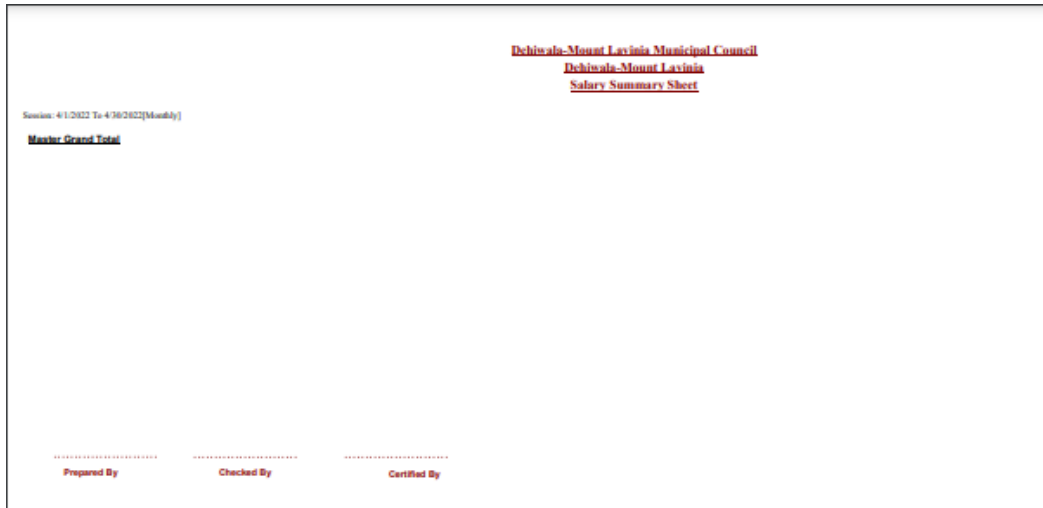 Dehiwala-Mount Lavinia Municipal Council
Dehiwala-Mount Lavinia
Salary Summary Sheet
Session: 4/1/2022 To 4/30/2022[Monthly]
Master Grand Total
Prepared By Checked By Certified By